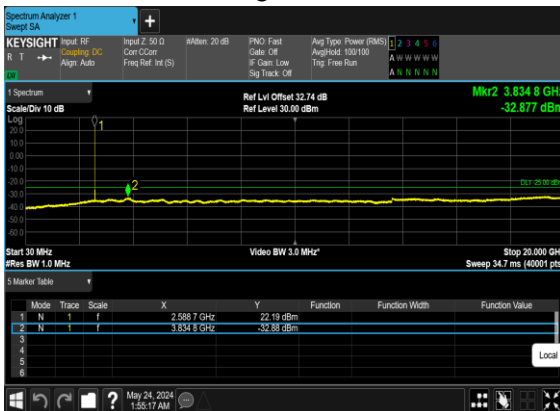 Spectrum Analyzer 1
Swept SA
KEYSIGHT Input: RF Input Z: 50 Ω #Atten: 20 dB PNO: Fast Avg Type: Power (RMS) 1 2 3 4 5 6
R T Coupling: DC Corr CCorr Gate: Off Avg|Hold: 100/100 A W W W W W
Align: Auto Freq Ref: Int (S) IF Gain: Low Trig: Free Run
Sig Track: Off A N N N N N
LV
1 Spectrum
Scale/Div 10 dB Ref Lvl Offset 32.74 dB Mkr2 3.834 8 GHz
Ref Level 30.00 dBm -32.877 dBm
Log
20.0
10.0
0.00
-10.0
-20.0
-30.0
-40.0
-50.0
-60.0
1
2
DL1 -25.00 dBm
Start 30 MHz Video BW 3.0 MHz* Stop 20.000 GH
#Res BW 1.0 MHz Sweep 34.7 ms (40001 pts
5 Marker Table
Mode Trace Scale X Y Function Function Width Function Value
1 N 1 f 2.588 7 GHz 22.19 dBm
2 N 1 f 3.834 8 GHz -32.88 dBm
3
4
5
6
Local
? May 24, 2024
1:55:17 AM